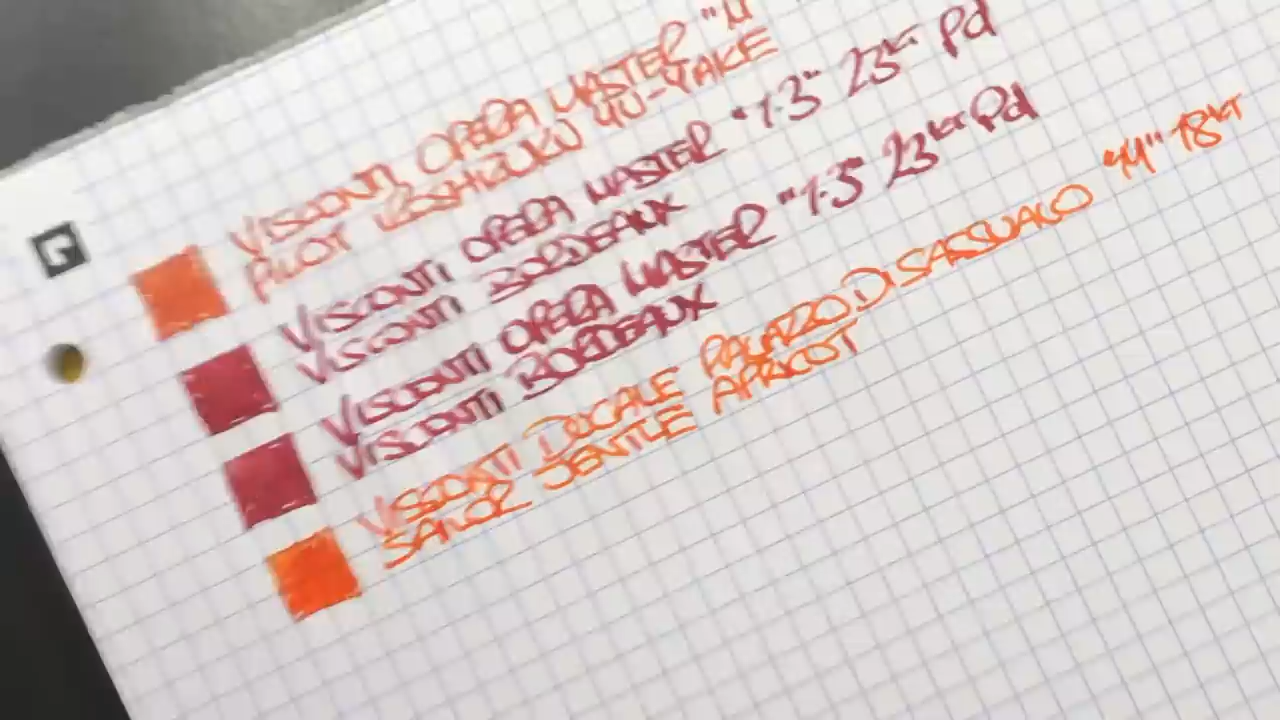 VISCONTI OPERA MASTER "M
PILOT IROSHIZUKU YU-YAKE
VISCONTI OPERA MASTER "1.3" 23KT Pd
VISCONTI BORDEAUX
VISCONTI OPERA MASTER "1.3" 23KT Pd
VISCONTI BORDEAUX
VISCONTI DUCALE PALAZZO DI SASSUALO "M" 18KT
SAILOR JENTLE APRICOT